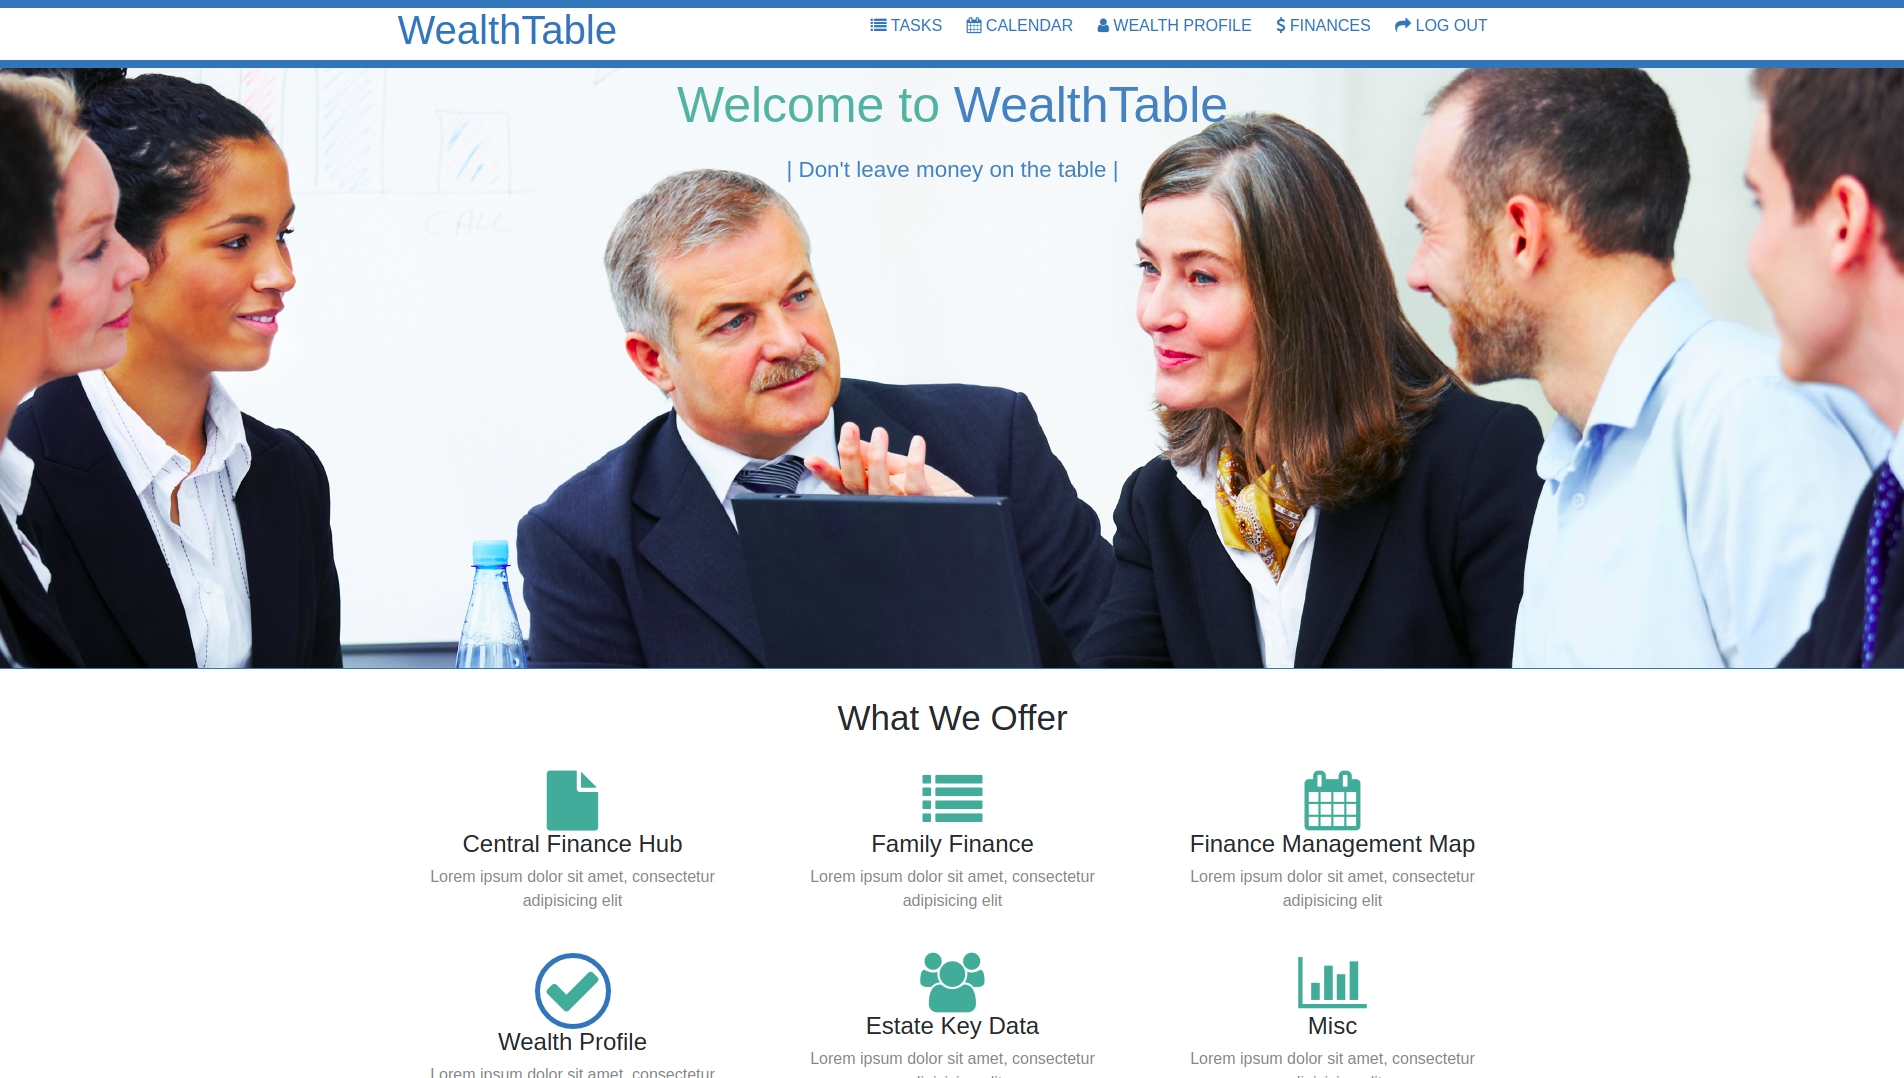 WealthTable
TASKS CALENDAR WEALTH PROFILE $ FINANCES LOG OUT
Welcome to WealthTable
| Don't leave money on the table |
CALL
What We Offer
Central Finance Hub
Lorem ipsum dolor sit amet, consectetur
adipisicing elit
Family Finance
Lorem ipsum dolor sit amet, consectetur
adipisicing elit
Finance Management Map
Lorem ipsum dolor sit amet, consectetur
adipisicing elit
Wealth Profile
Lorem ipsum dolor sit amet, consectetur
Estate Key Data
Lorem ipsum dolor sit amet, consectetur
Misc
Lorem ipsum dolor sit amet, consectetur